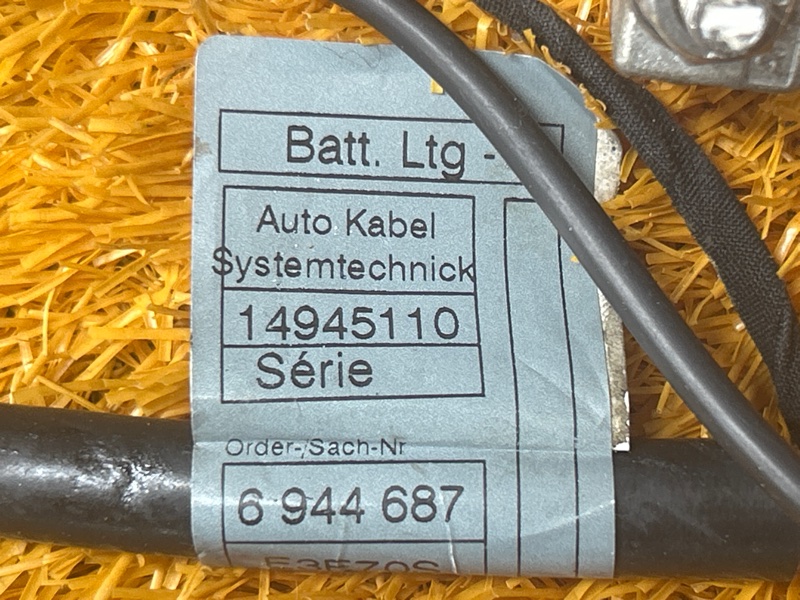 Batt. Ltg -
Auto Kabel
Systemtechnick
14945110
Série
Order-/Sach-Nr
6 944 687